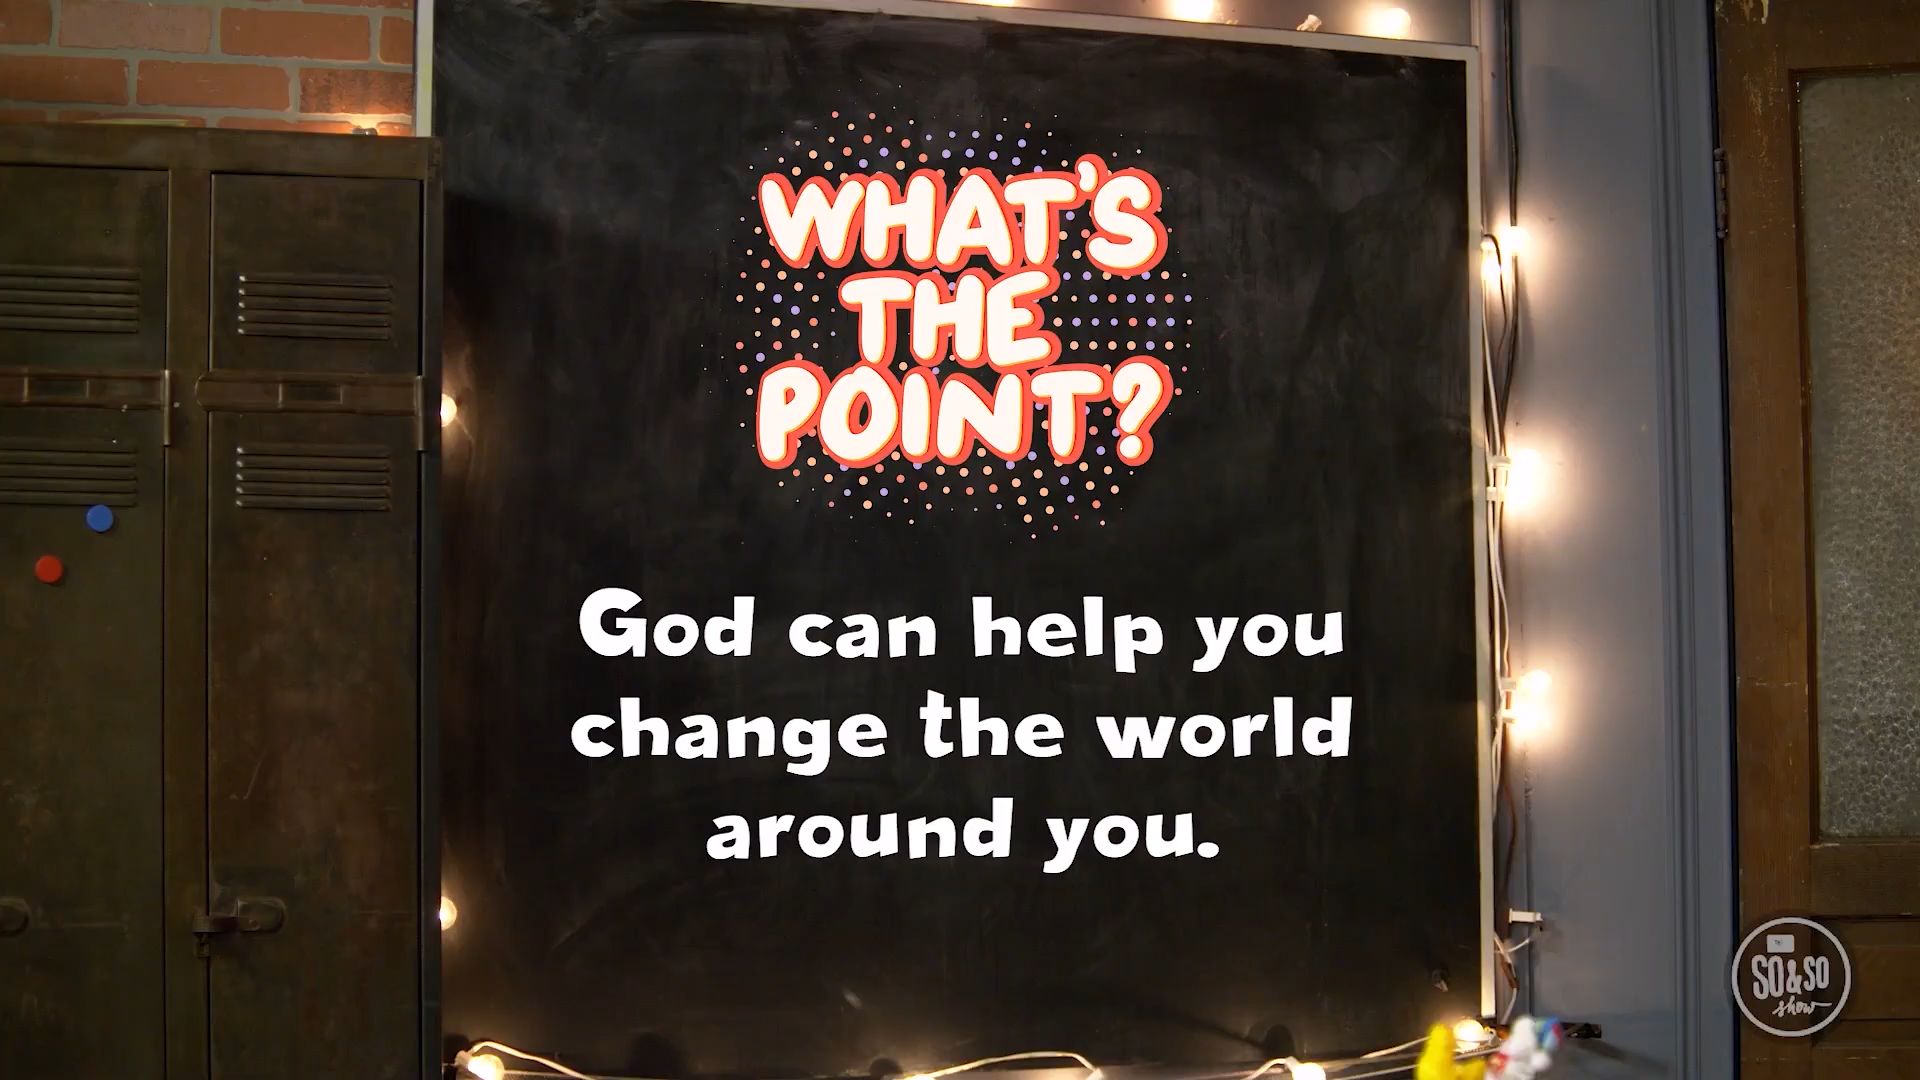 WHAT'S
THE
POINT?
God can help you
change the world
around you.
SO&SO
show